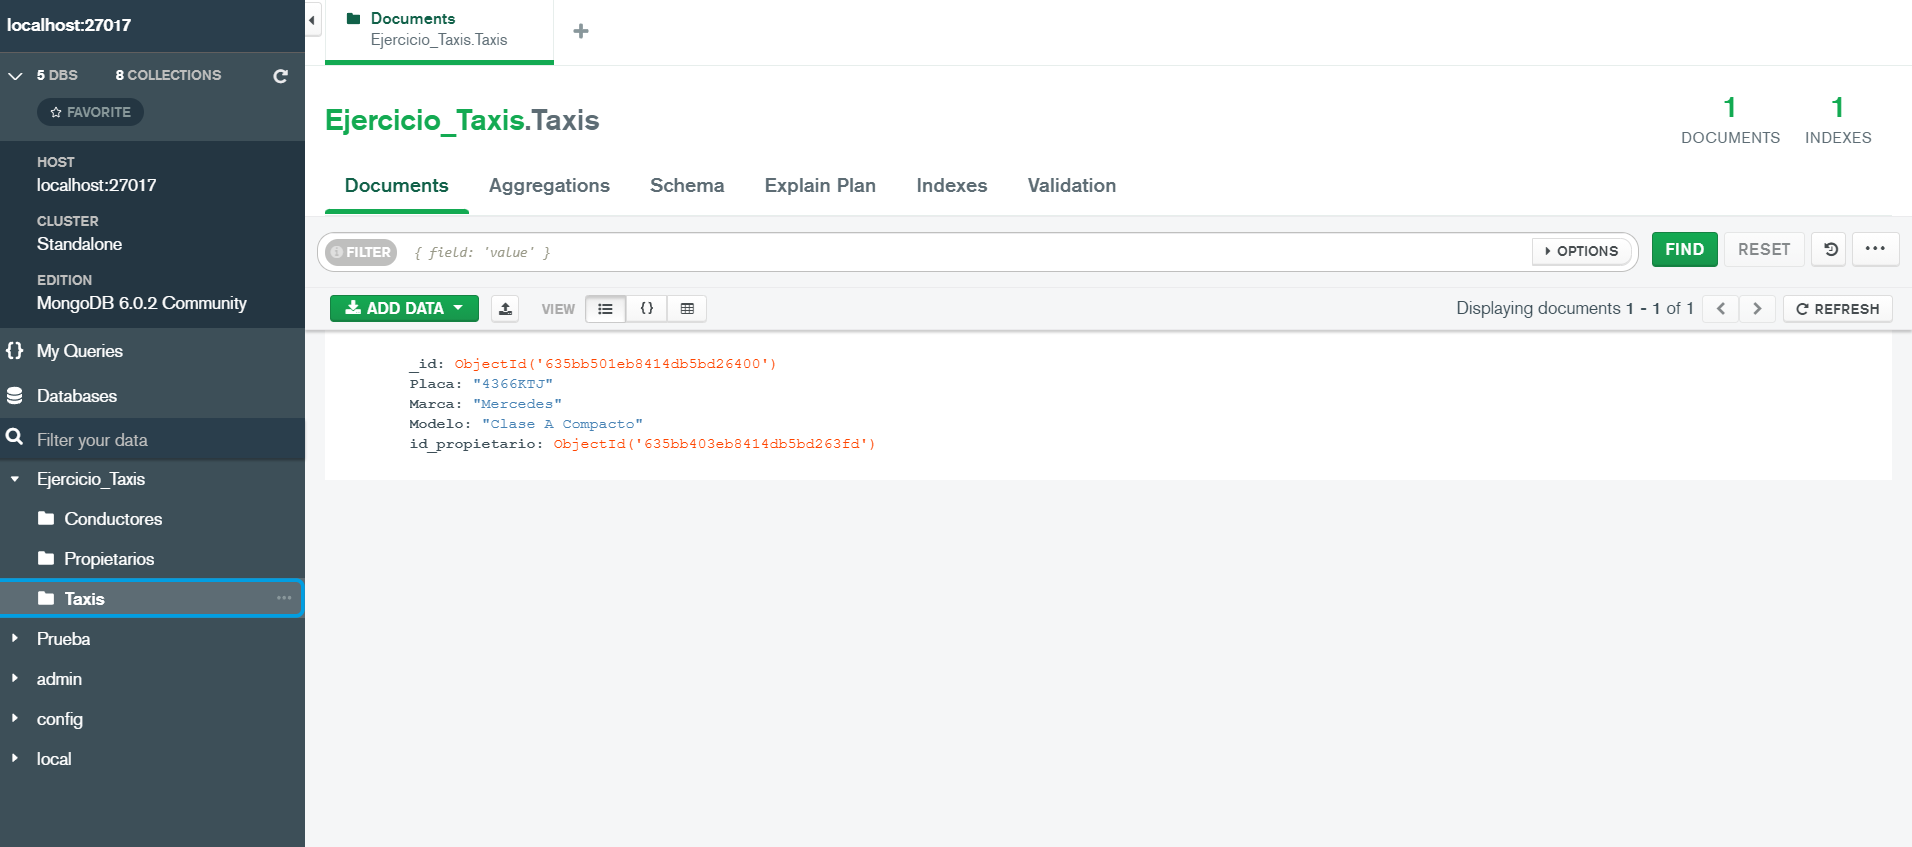 localhost:27017
5 DBS 8 COLLECTIONS
FAVORITE
HOST
localhost:27017
CLUSTER
Standalone
EDITION
MongoDB 6.0.2 Community
{} My Queries
Databases
Filter your data
Ejercicio_Taxis
Conductores
Propietarios
Taxis ...
Prueba
admin
config
local
Documents
Ejercicio_Taxis.Taxis
+
Ejercicio_Taxis.Taxis
1 DOCUMENTS
1 INDEXES
Documents Aggregations Schema Explain Plan Indexes Validation
FILTER { field: 'value' } OPTIONS FIND RESET ...
ADD DATA VIEW {} Displaying documents 1 - 1 of 1 < > REFRESH
_id: ObjectId('635bb501eb8414db5bd26400')
Placa: "4366KTJ"
Marca: "Mercedes"
Modelo: "Clase A Compacto"
id_propietario: ObjectId('635bb403eb8414db5bd263fd')